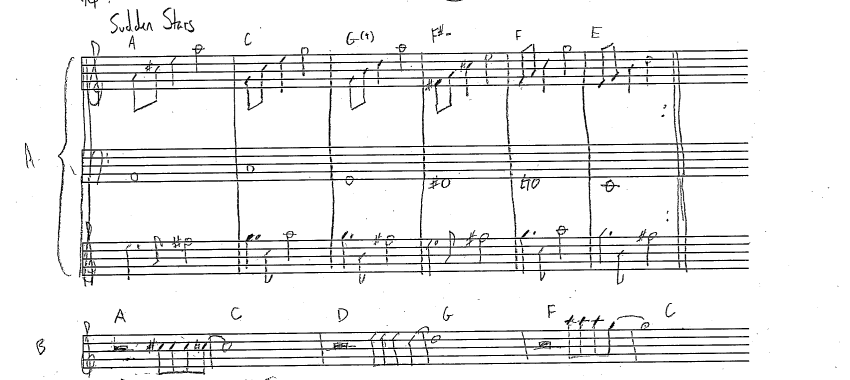 Sudden Stars
A C G(4) F#- F E
A
A C D G F C
B